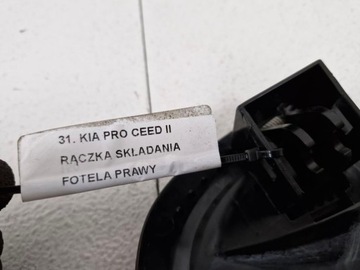 31. KIA PRO CEED II
RĄCZKA SKŁADANIA
FOTELA PRAWY